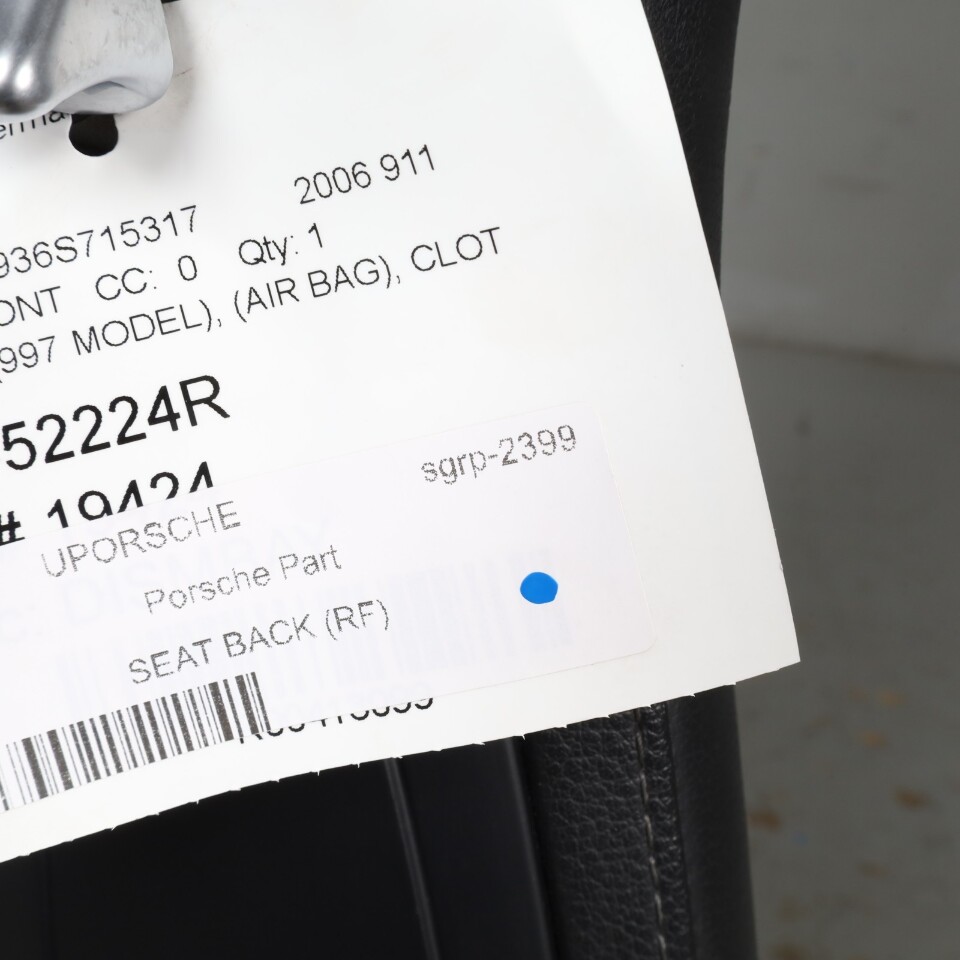 936S715317 2006 911
ONT CC: 0 Qty: 1
(997 MODEL), (AIR BAG), CLOT
52224R
# 19424
sgrp-2399
UPORSCHE
Porsche Part
SEAT BACK (RF)